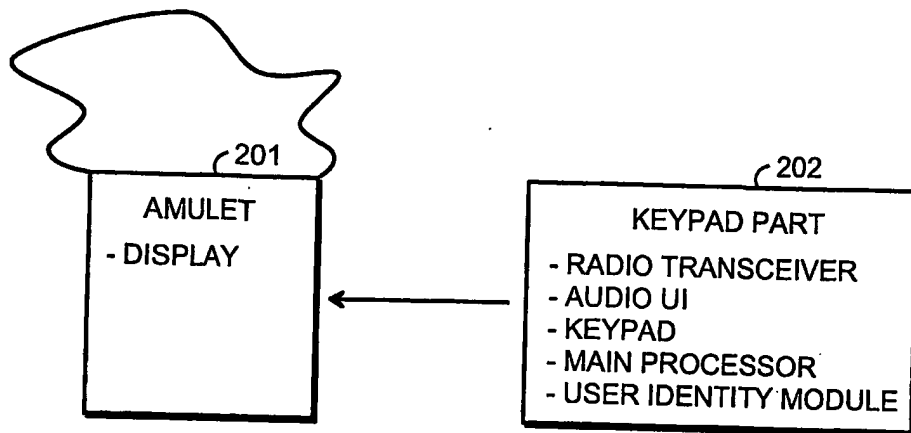 201
AMULET
- DISPLAY
202
KEYPAD PART
- RADIO TRANSCEIVER
- AUDIO UI
- KEYPAD
- MAIN PROCESSOR
- USER IDENTITY MODULE